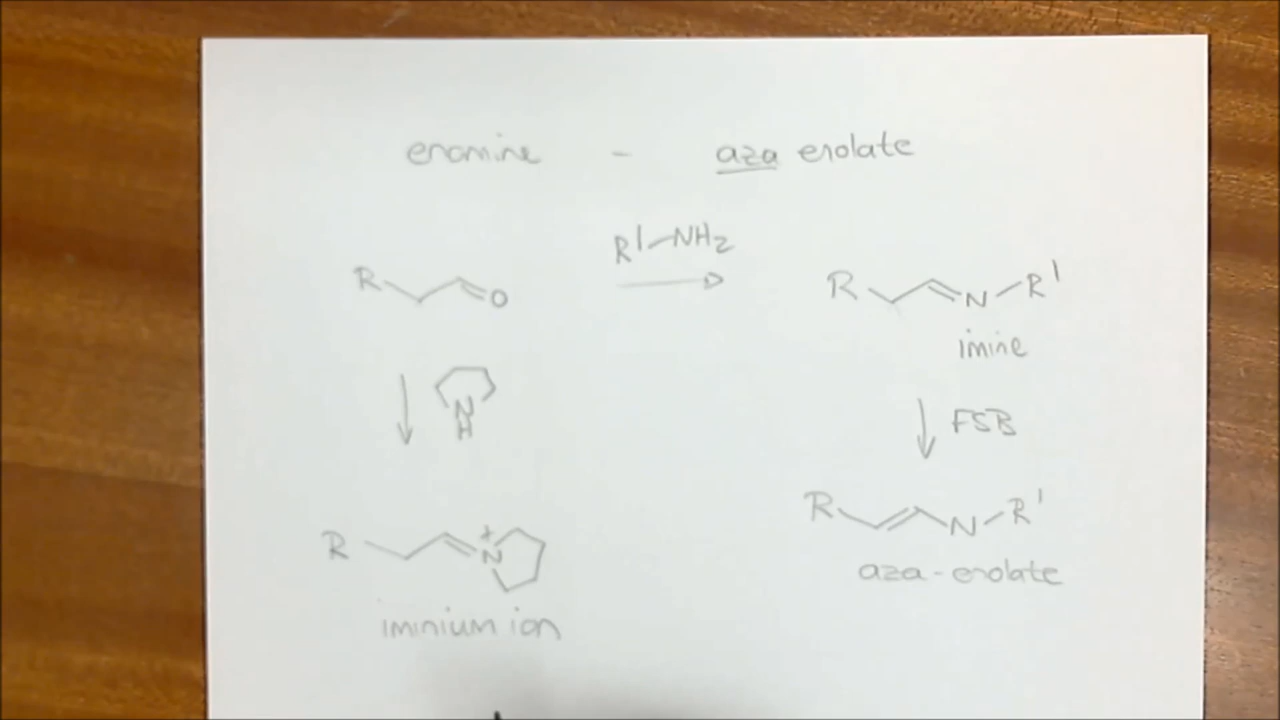 enamine - aza enolate
R'-NH2
R O
R N R'
imine
N
H
FSB
R N R'
aza-enolate
R N+
iminium ion